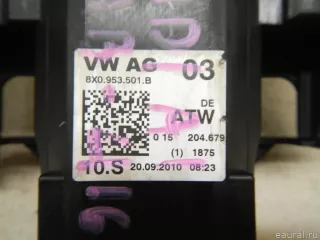 VW AG 03
8X0.953.501.B
DE
ATW
0 15 204.679
(1) 1875
10.S 20.09.2010 08:23
eaural.ru